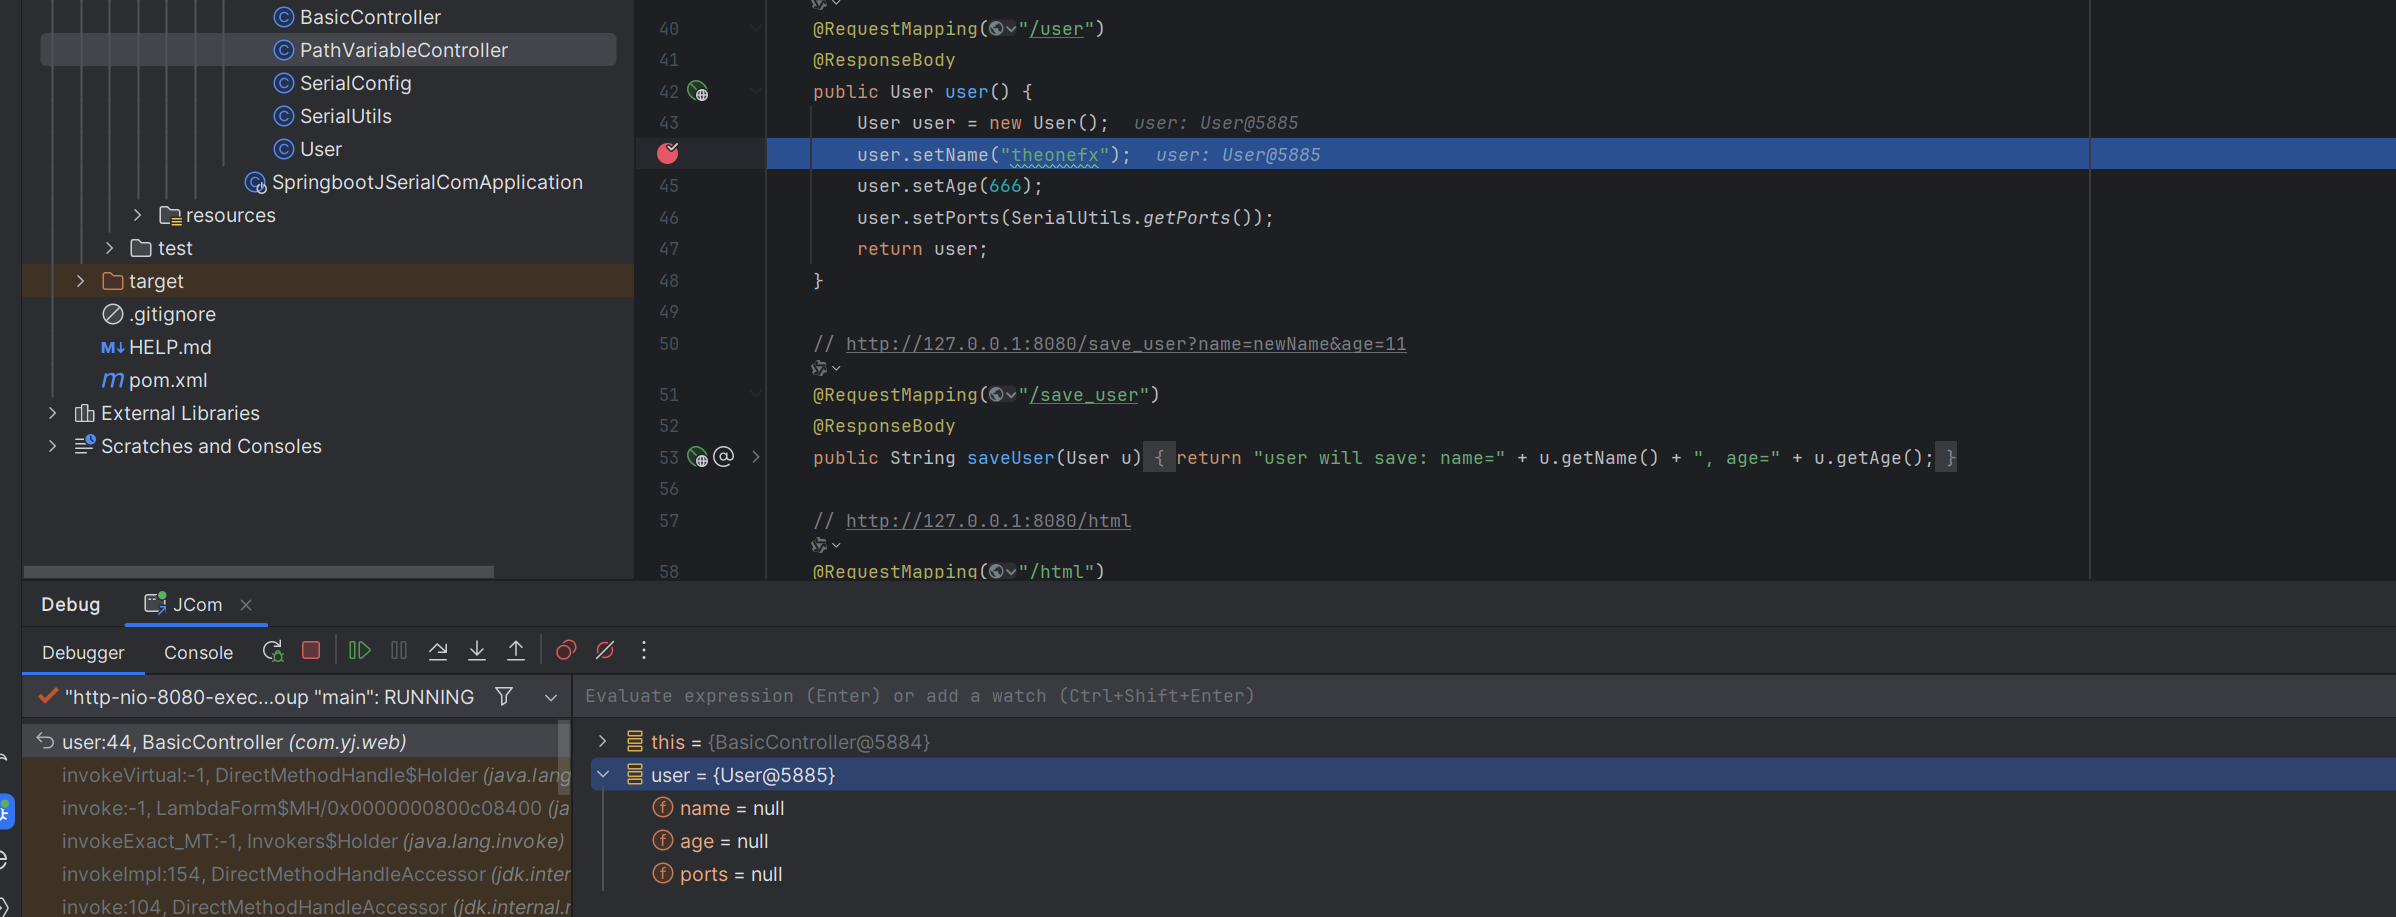 BasicController
PathVariableController
SerialConfig
SerialUtils
User
SpringbootJSerialComApplication
resources
test
target
.gitignore
M↓ HELP.md
m pom.xml
External Libraries
Scratches and Consoles
40 @RequestMapping("/user")
41 @ResponseBody
42 public User user() {
43 User user = new User(); user: User@5885
user.setName("theonefx"); user: User@5885
45 user.setAge(666);
46 user.setPorts(SerialUtils.getPorts());
47 return user;
48 }
49
50 // http://127.0.0.1:8080/save_user?name=newName&age=11
51 @RequestMapping("/save_user")
52 @ResponseBody
53 public String saveUser(User u) { return "user will save: name=" + u.getName() + ", age=" + u.getAge(); }
56
57 // http://127.0.0.1:8080/html
58 @RequestMapping("/html")
Debug JCom
Debugger Console
"http-nio-8080-exec...oup "main": RUNNING
user:44, BasicController (com.yj.web)
invokeVirtual:-1, DirectMethodHandle$Holder (java.lang
invoke:-1, LambdaForm$MH/0x0000000800c08400 (ja
invokeExact_MT:-1, Invokers$Holder (java.lang.invoke)
invokeImpl:154, DirectMethodHandleAccessor (jdk.inter
invoke:104, DirectMethodHandleAccessor (jdk.internal.r
Evaluate expression (Enter) or add a watch (Ctrl+Shift+Enter)
this = {BasicController@5884}
user = {User@5885}
f name = null
f age = null
f ports = null